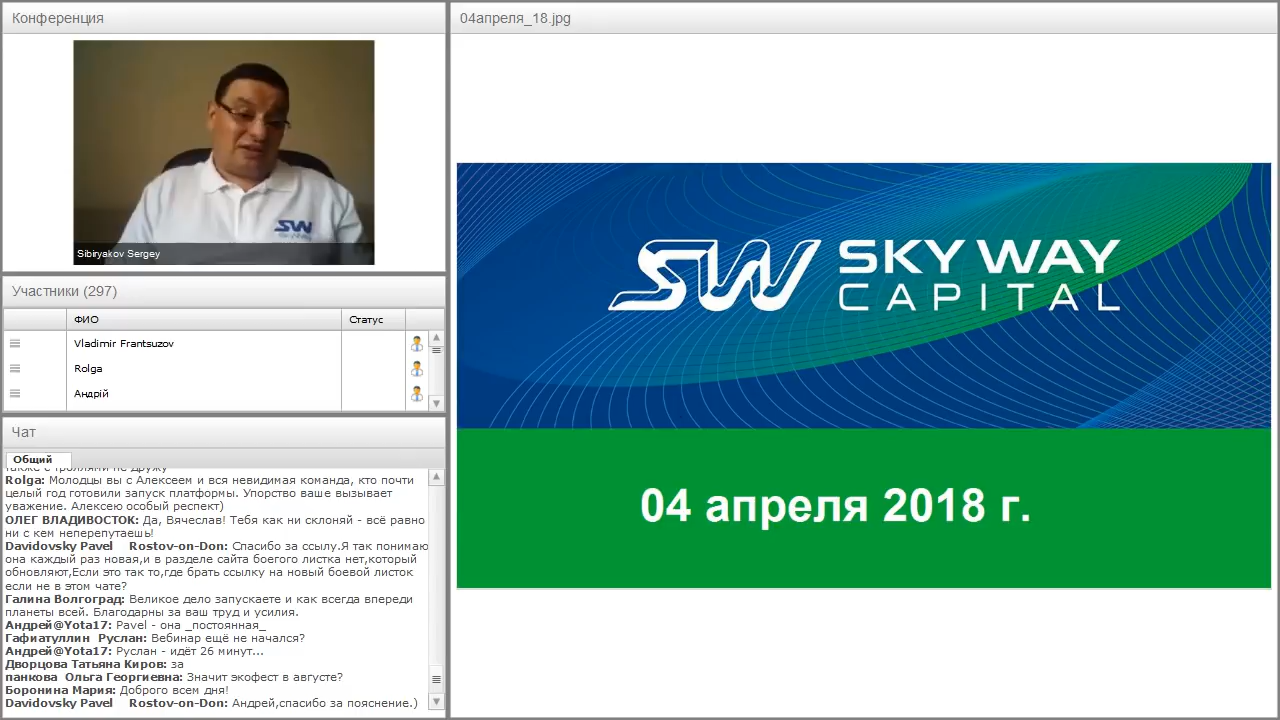 Конференция
Sibiryakov Sergey
Участники (297)
ФИО
Статус
Vladimir Frantsuzov
Rolga
Андрій
Чат
Общий
также с троллями не дружу
Rolga: Молодцы вы с Алексеем и вся невидимая команда, кто почти
целый год готовили запуск платформы. Упорство ваше вызывает
уважение. Алексею особый респект)
ОЛЕГ ВЛАДИВОСТОК: Да, Вячеслав! Тебя как ни склоняй - всё равно
ни с кем неперепутаешь!
Davidovsky Pavel Rostov-on-Don: Спасибо за ссылу.Я так понимаю
она каждый раз новая,и в разделе сайта боегого листка нет,который
обновляют,Если это так то,где брать ссылку на новый боевой листок
если не в этом чате?
Галина Волгоград: Великое дело запускаете и как всегда впереди
планеты всей. Благодарны за ваш труд и усилия.
Андрей@Yota17: Pavel - она _постоянная_
Гафиатуллин Руслан: Вебинар ещё не начался?
Андрей@Yota17: Руслан - идёт 26 минут...
Дворцова Татьяна Киров: за
панкова Ольга Георгиевна: Значит экофест в августе?
Боронина Мария: Доброго всем дня!
Davidovsky Pavel Rostov-on-Don: Андрей,спасибо за пояснение.)
04апреля_18.jpg
SW SKY WAY
CAPITAL
04 апреля 2018 г.
SW